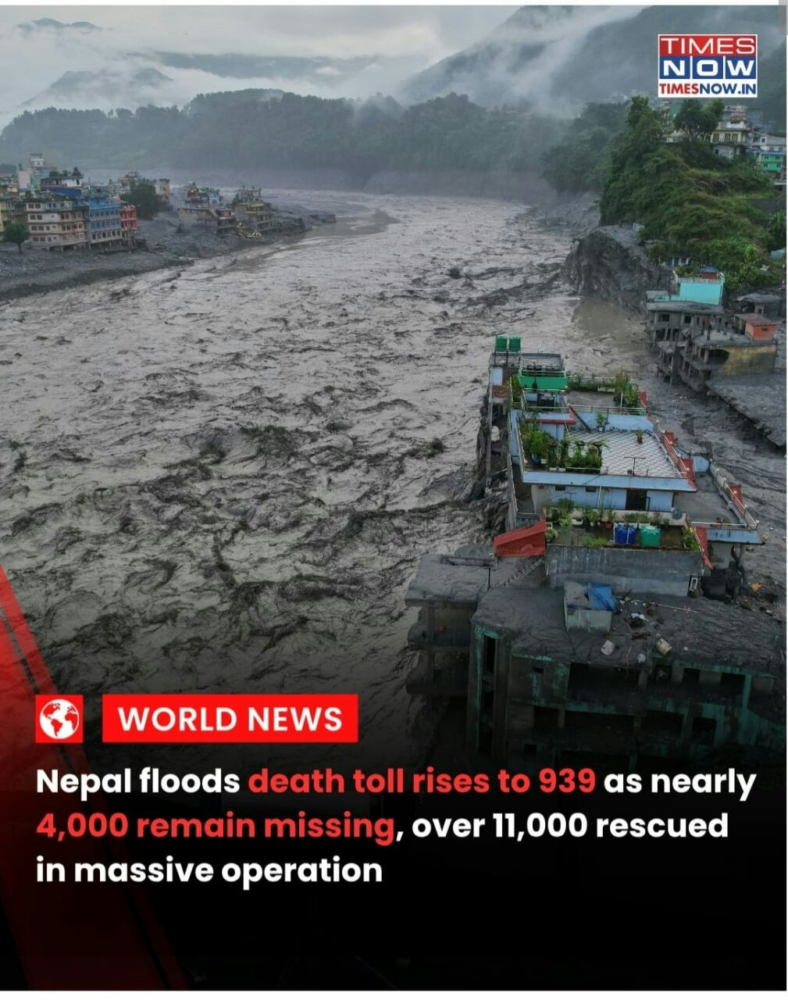 TIMES
NOW
TIMESNOW.IN
WORLD NEWS
Nepal floods death toll rises to 939 as nearly
4,000 remain missing, over 11,000 rescued
in massive operation